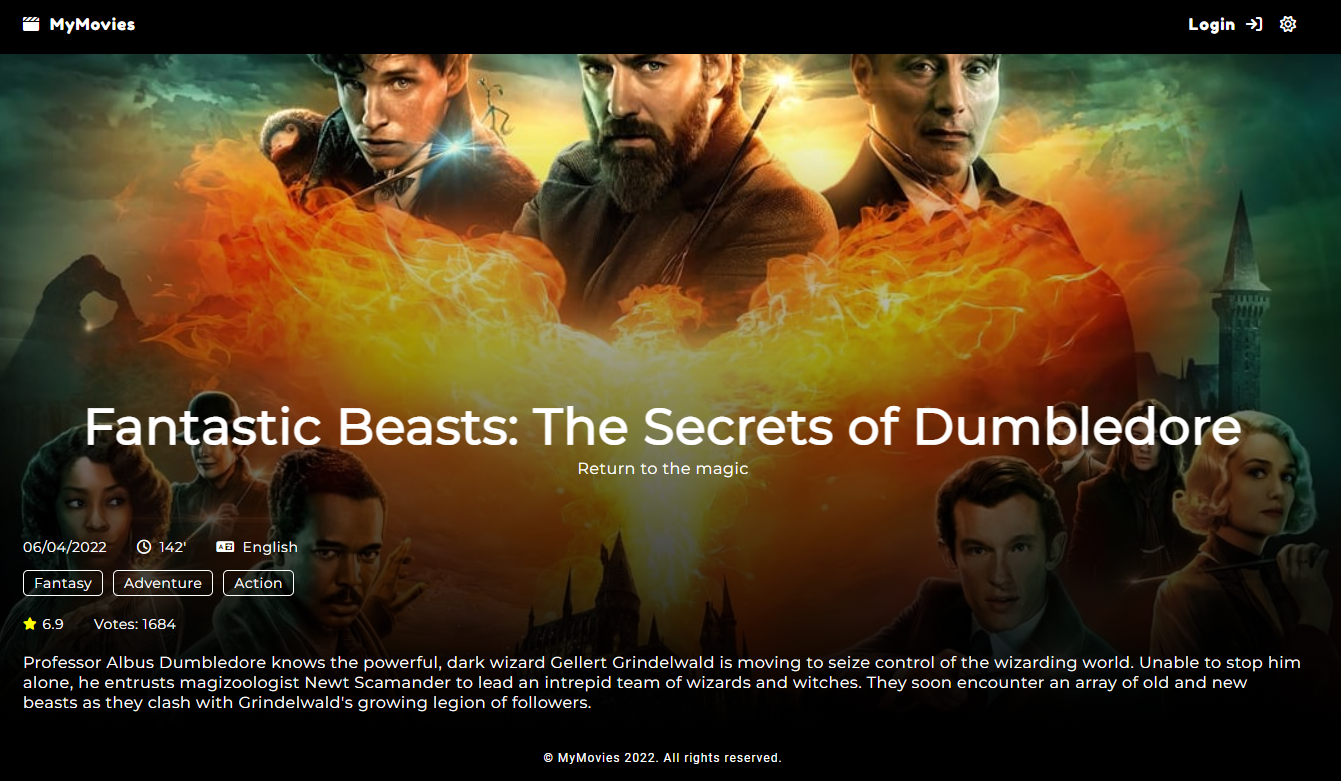 MyMovies
Login
Fantastic Beasts: The Secrets of Dumbledore
Return to the magic
06/04/2022 142' English
Fantasy Adventure Action
6.9 Votes: 1684
Professor Albus Dumbledore knows the powerful, dark wizard Gellert Grindelwald is moving to seize control of the wizarding world. Unable to stop him
alone, he entrusts magizoologist Newt Scamander to lead an intrepid team of wizards and witches. They soon encounter an array of old and new
beasts as they clash with Grindelwald's growing legion of followers.
© MyMovies 2022. All rights reserved.